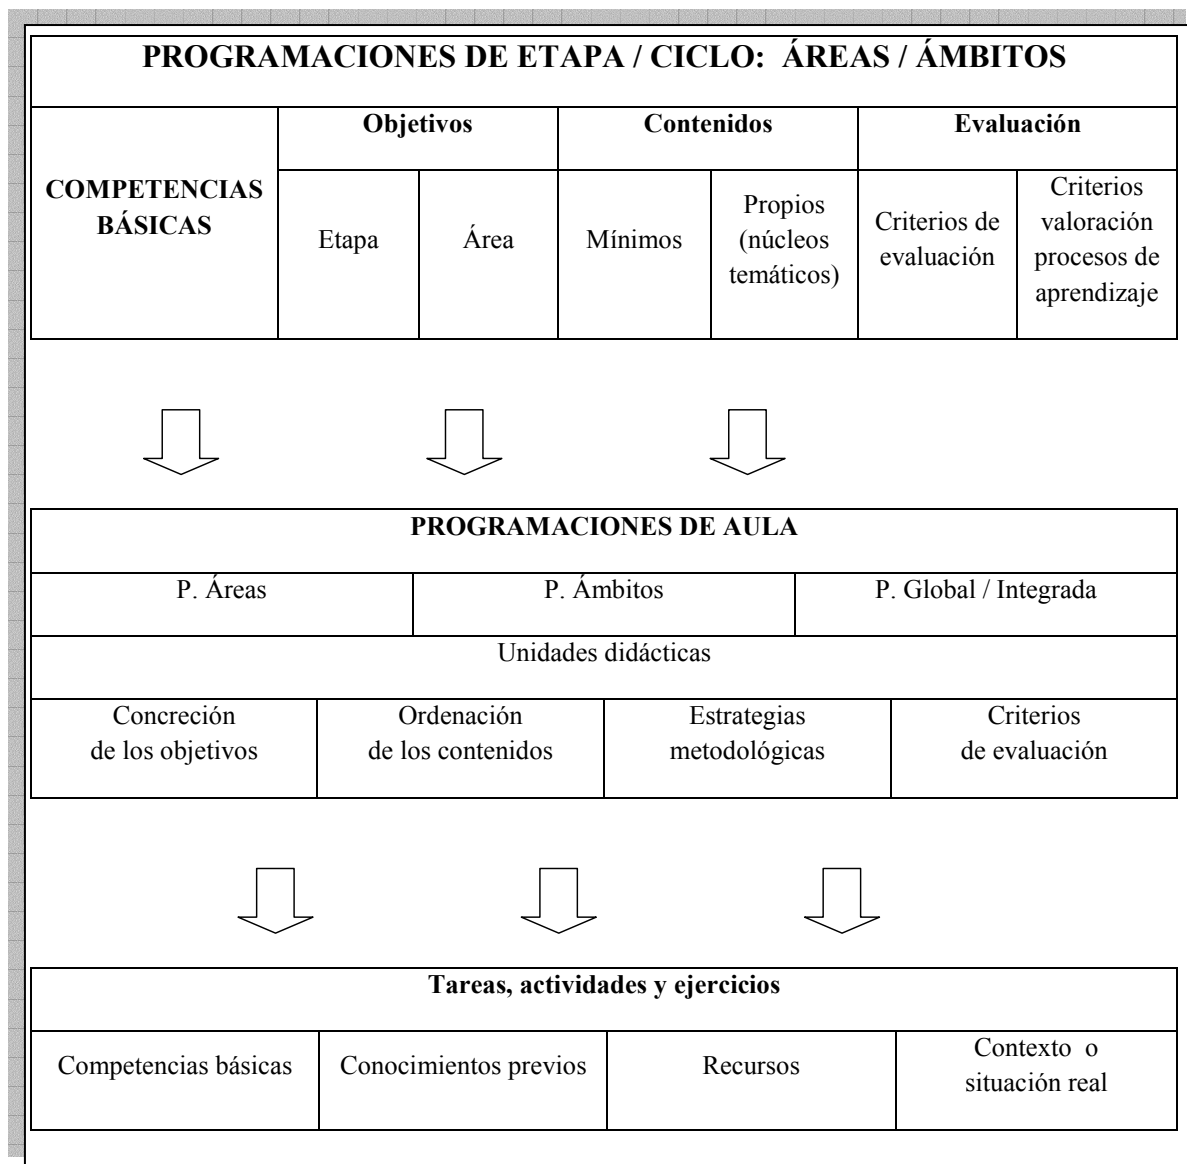 PROGRAMACIONES DE ETAPA / CICLO: ÁREAS / ÁMBITOS
COMPETENCIAS
BÁSICAS
Objetivos
Contenidos
Evaluación
Etapa
Área
Mínimos
Propios
(núcleos
temáticos)
Criterios de
evaluación
Criterios
valoración
procesos de
aprendizaje
PROGRAMACIONES DE AULA
P. Áreas
P. Ámbitos
P. Global / Integrada
Unidades didácticas
Concreción
de los objetivos
Ordenación
de los contenidos
Estrategias
metodológicas
Criterios
de evaluación
Tareas, actividades y ejercicios
Competencias básicas
Conocimientos previos
Recursos
Contexto o
situación real